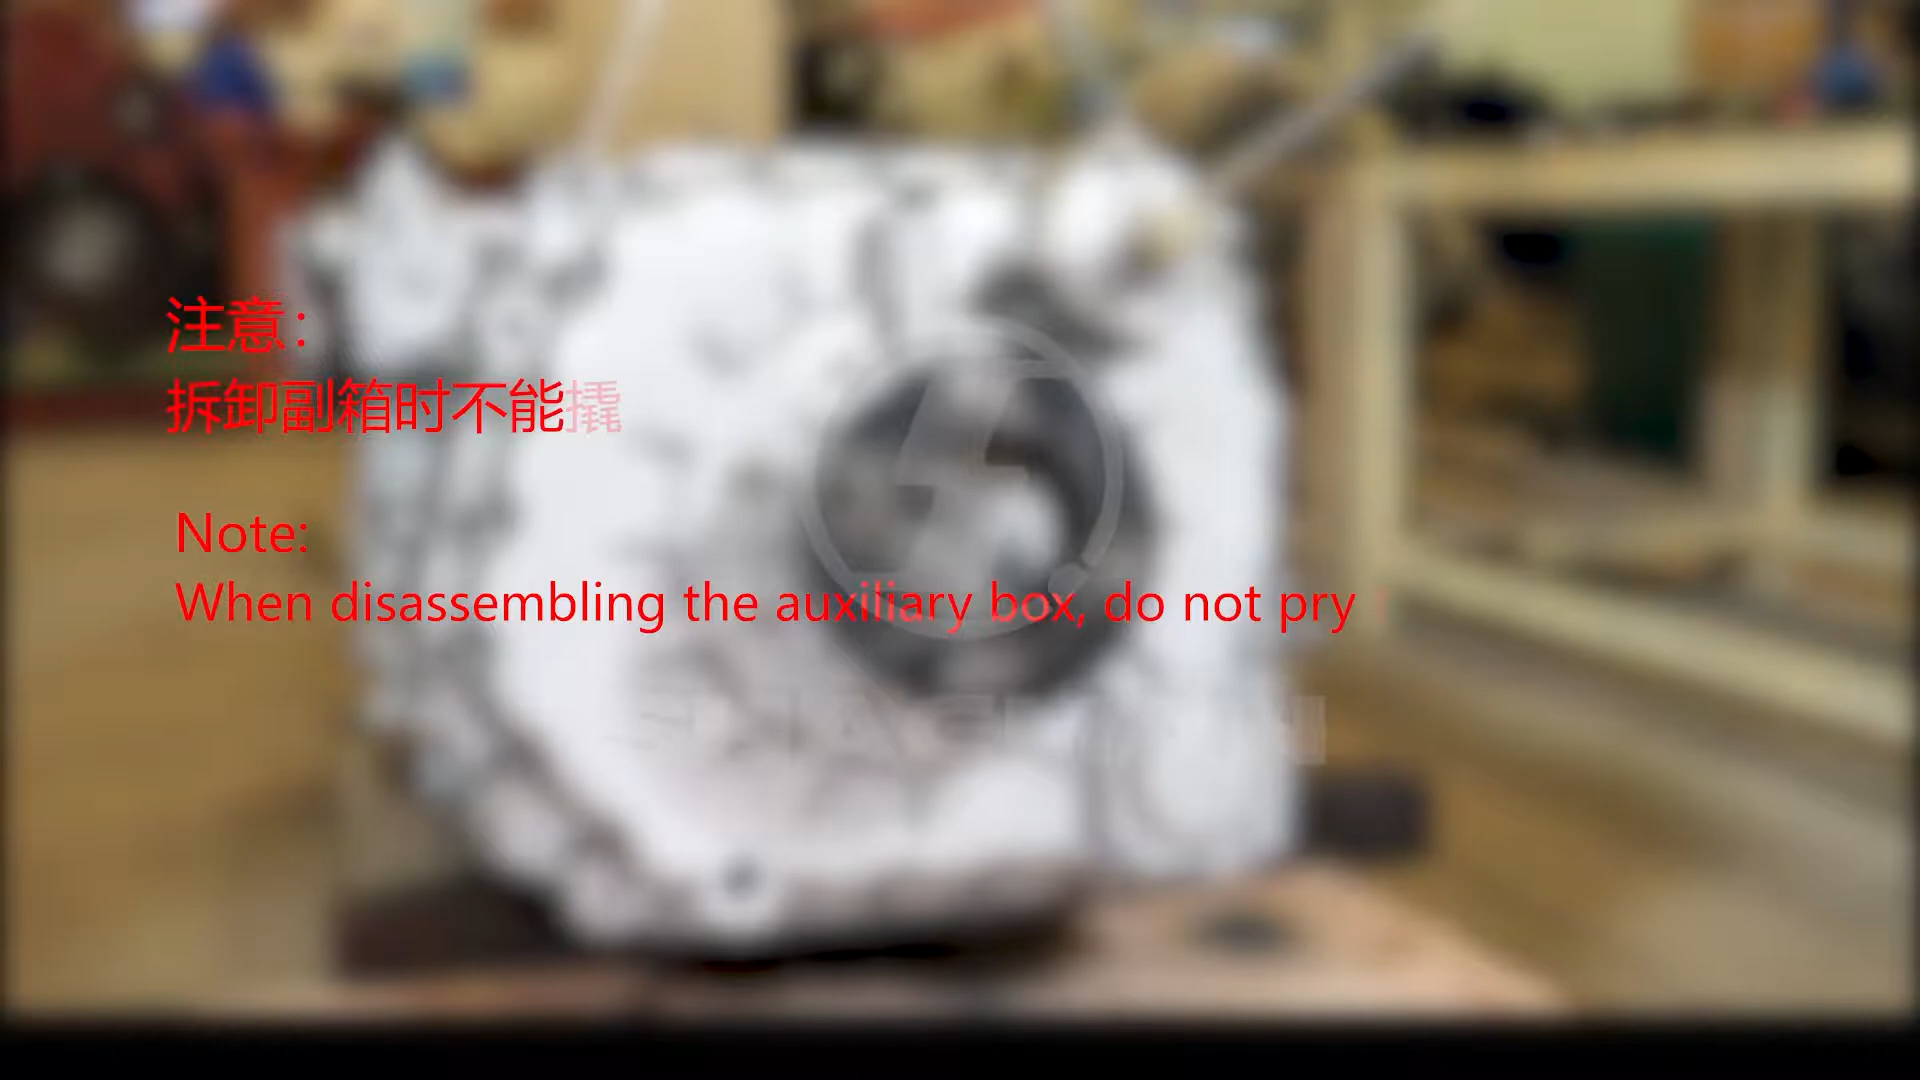 注意：
拆卸副箱时不能撬
Note:
When disassembling the auxiliary box, do not pry